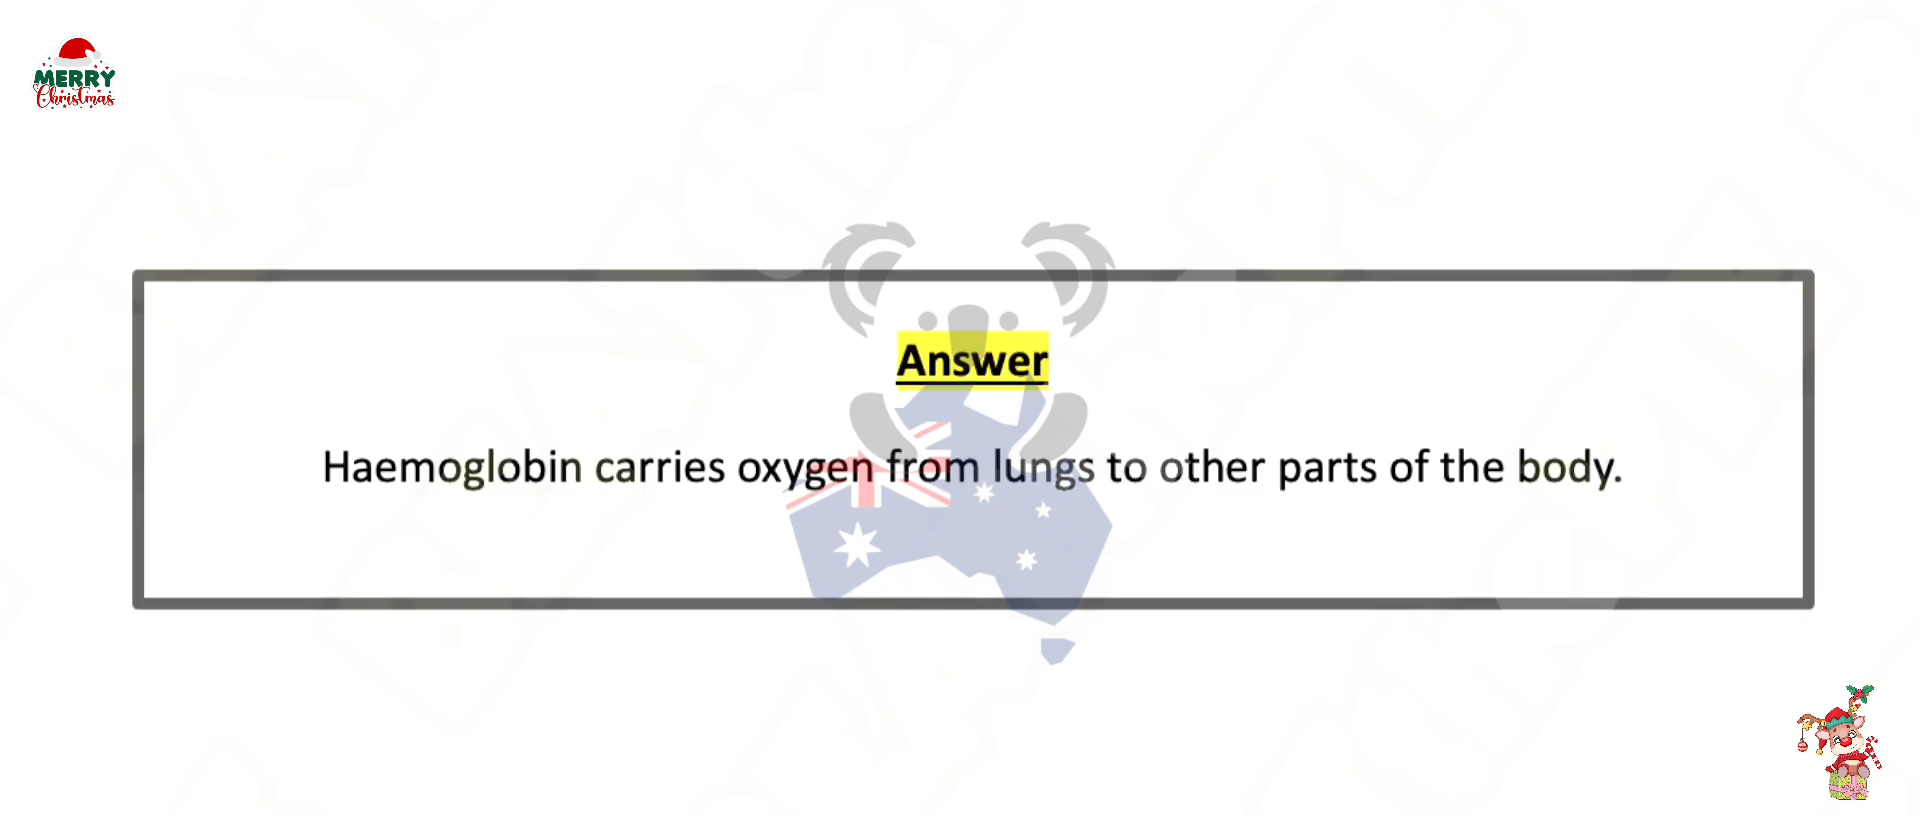 MERRY
Christmas
Answer
Haemoglobin carries oxygen from lungs to other parts of the body.